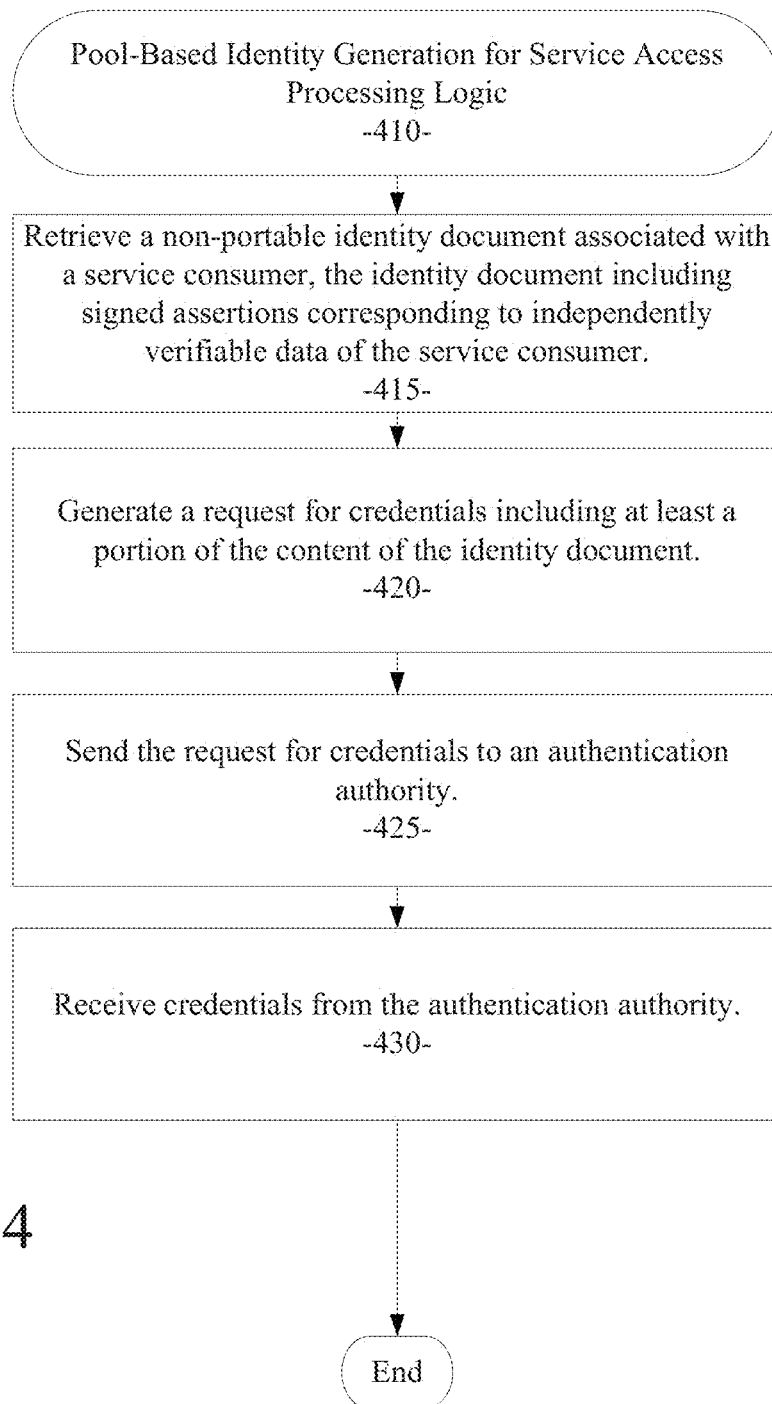 Pool-Based Identity Generation for Service Access
Processing Logic
-410-
Retrieve a non-portable identity document associated with
a service consumer, the identity document including
signed assertions corresponding to independently
verifiable data of the service consumer.
-415-
Generate a request for credentials including at least a
portion of the content of the identity document.
-420-
Send the request for credentials to an authentication
authority.
-425-
Receive credentials from the authentication authority.
-430-
4
End